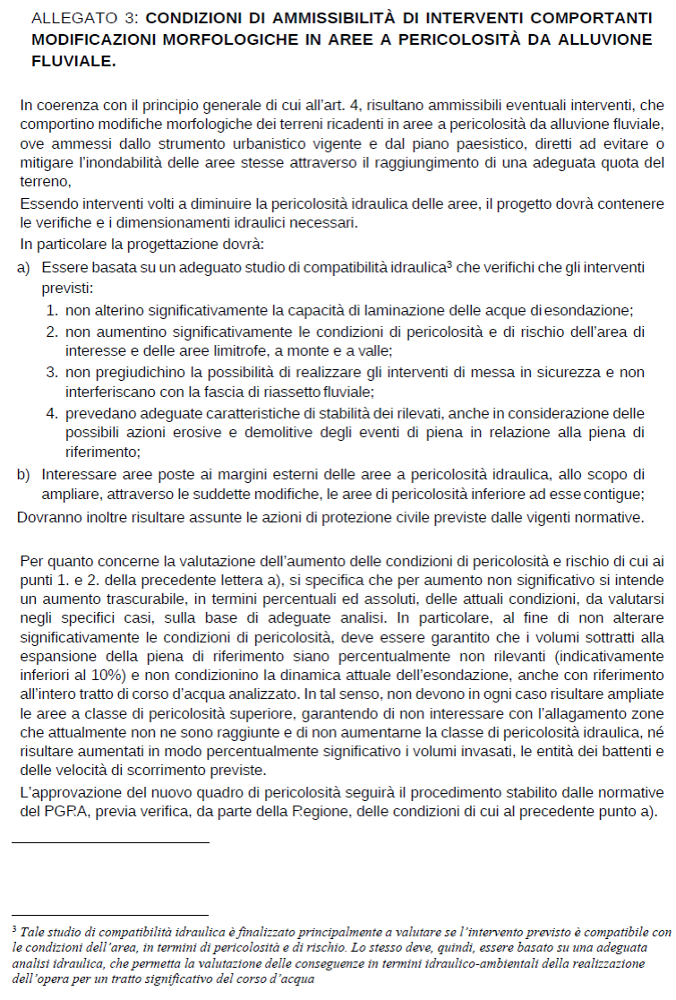 ALLEGATO 3: CONDIZIONI DI AMMISSIBILITÀ DI INTERVENTI COMPORTANTI
MODIFICAZIONI MORFOLOGICHE IN AREE A PERICOLOSITÀ DA ALLUVIONE
FLUVIALE.
In coerenza con il principio generale di cui all’art. 4, risultano ammissibili eventuali interventi, che
comportino modifiche morfologiche dei terreni ricadenti in aree a pericolosità da alluvione fluviale,
ove ammessi dallo strumento urbanistico vigente e dal piano paesistico, diretti ad evitare o
mitigare l’inondabilità delle aree stesse attraverso il raggiungimento di una adeguata quota del
terreno,
Essendo interventi volti a diminuire la pericolosità idraulica delle aree, il progetto dovrà contenere
le verifiche e i dimensionamenti idraulici necessari.
In particolare la progettazione dovrà:
a) Essere basata su un adeguato studio di compatibilità idraulica³ che verifichi che gli interventi
previsti:
1. non alterino significativamente la capacità di laminazione delle acque di esondazione;
2. non aumentino significativamente le condizioni di pericolosità e di rischio dell’area di
interesse e delle aree limitrofe, a monte e a valle;
3. non pregiudichino la possibilità di realizzare gli interventi di messa in sicurezza e non
interferiscano con la fascia di riassetto fluviale;
4. prevedano adeguate caratteristiche di stabilità dei rilevati, anche in considerazione delle
possibili azioni erosive e demolitive degli eventi di piena in relazione alla piena di
riferimento;
b) Interessare aree poste ai margini esterni delle aree a pericolosità idraulica, allo scopo di
ampliare, attraverso le suddette modifiche, le aree di pericolosità inferiore ad esse contigue;
Dovranno inoltre risultare assunte le azioni di protezione civile previste dalle vigenti normative.
Per quanto concerne la valutazione dell’aumento delle condizioni di pericolosità e rischio di cui ai
punti 1. e 2. della precedente lettera a), si specifica che per aumento non significativo si intende
un aumento trascurabile, in termini percentuali ed assoluti, delle attuali condizioni, da valutarsi
negli specifici casi, sulla base di adeguate analisi. In particolare, al fine di non alterare
significativamente le condizioni di pericolosità, deve essere garantito che i volumi sottratti alla
espansione della piena di riferimento siano percentualmente non rilevanti (indicativamente
inferiori al 10%) e non condizionino la dinamica attuale dell’esondazione, anche con riferimento
all’intero tratto di corso d’acqua analizzato. In tal senso, non devono in ogni caso risultare ampliate
le aree a classe di pericolosità superiore, garantendo di non interessare con l’allagamento zone
che attualmente non ne sono raggiunte e di non aumentarne la classe di pericolosità idraulica, né
risultare aumentati in modo percentualmente significativo i volumi invasati, le entità dei battenti e
delle velocità di scorrimento previste.
L’approvazione del nuovo quadro di pericolosità seguirà il procedimento stabilito dalle normative
del PGRA, previa verifica, da parte della Regione, delle condizioni di cui al precedente punto a).
³ Tale studio di compatibilità idraulica è finalizzato principalmente a valutare se l’intervento previsto è compatibile con
le condizioni dell’area, in termini di pericolosità e di rischio. Lo stesso deve, quindi, essere basato su una adeguata
analisi idraulica, che permetta la valutazione delle conseguenze in termini idraulico-ambientali della realizzazione
dell’opera per un tratto significativo del corso d’acqua